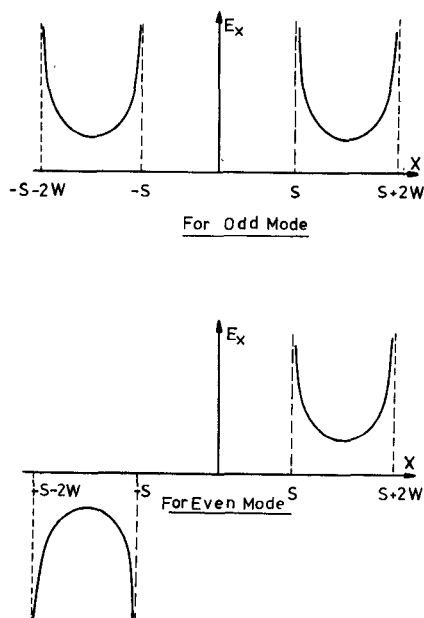 Ex
X
-S-2W -S S S+2W
For Odd Mode
Ex
X
-S-2W -S S S+2W
For Even Mode